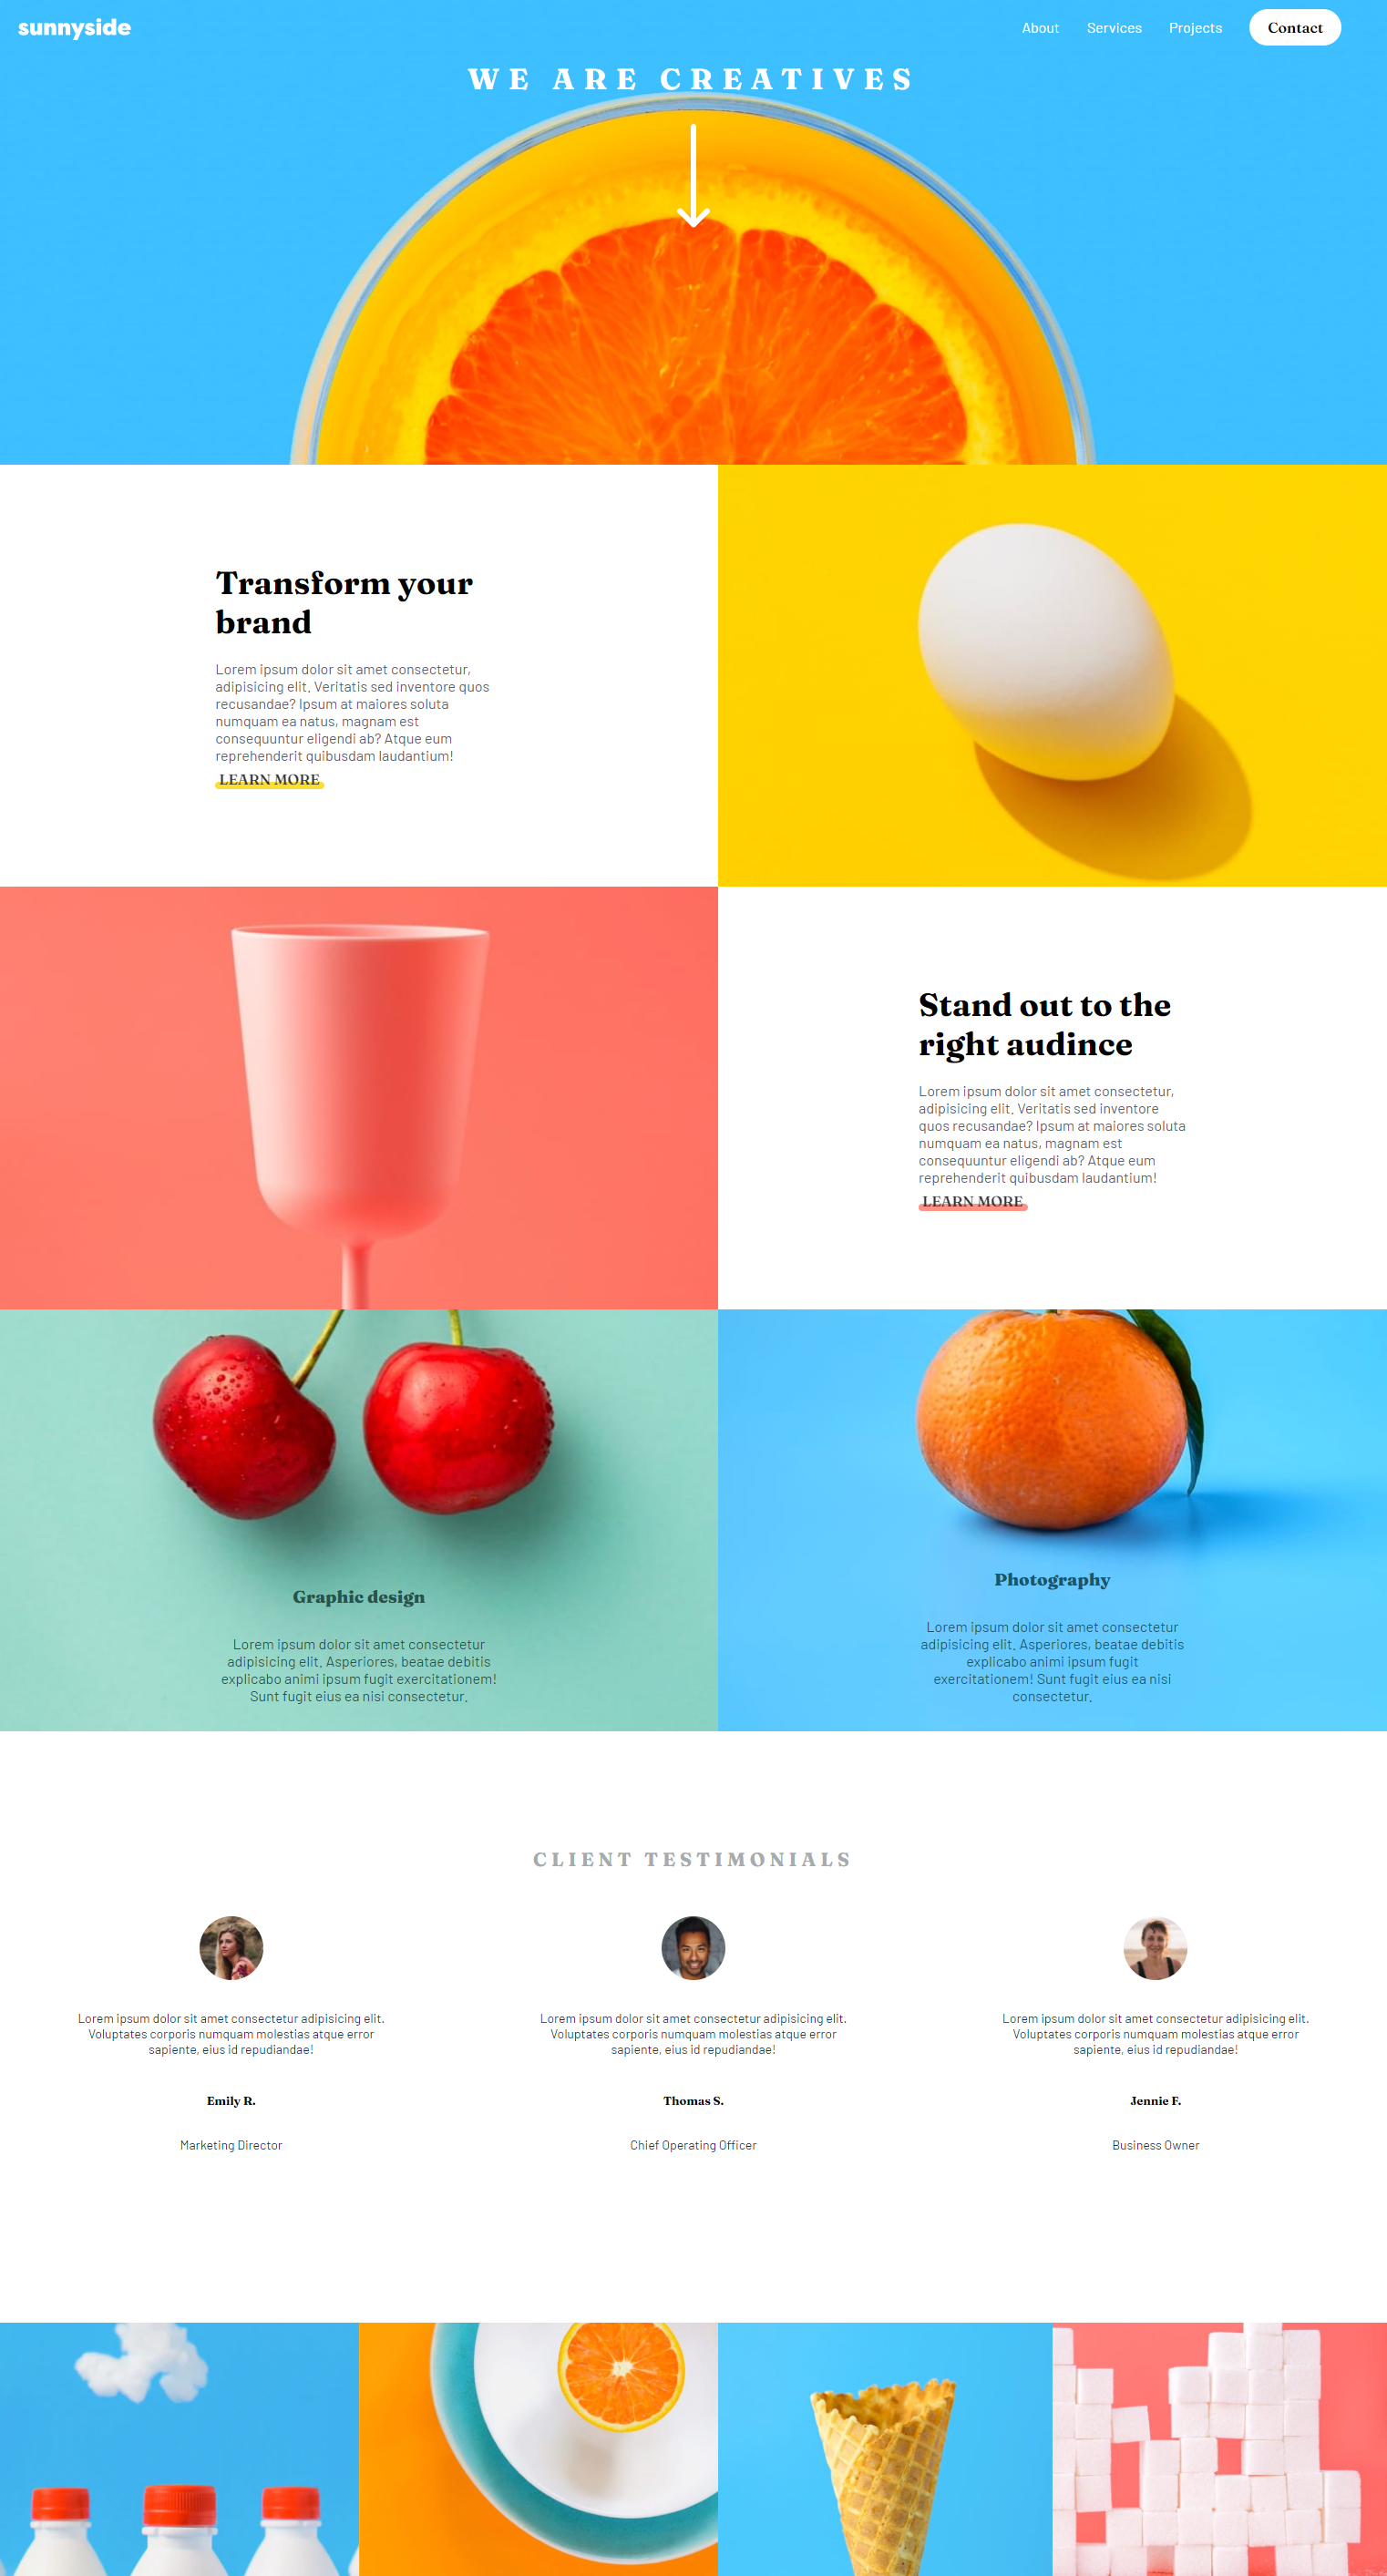 sunnyside
About Services Projects Contact
WE ARE CREATIVES
Transform your
brand
Lorem ipsum dolor sit amet consectetur,
adipisicing elit. Veritatis sed inventore quos
recusandae? Ipsum at maiores soluta
numquam ea natus, magnam est
consequuntur eligendi ab? Atque eum
reprehenderit quibusdam laudantium!
LEARN MORE
Stand out to the
right audince
Lorem ipsum dolor sit amet consectetur,
adipisicing elit. Veritatis sed inventore
quos recusandae? Ipsum at maiores soluta
numquam ea natus, magnam est
consequuntur eligendi ab? Atque eum
reprehenderit quibusdam laudantium!
LEARN MORE
Graphic design
Lorem ipsum dolor sit amet consectetur
adipisicing elit. Asperiores, beatae debitis
explicabo animi ipsum fugit exercitationem!
Sunt fugit eius ea nisi consectetur.
Photography
Lorem ipsum dolor sit amet consectetur
adipisicing elit. Asperiores, beatae debitis
explicabo animi ipsum fugit
exercitationem! Sunt fugit eius ea nisi
consectetur.
CLIENT TESTIMONIALS
Lorem ipsum dolor sit amet consectetur adipisicing elit.
Voluptates corporis numquam molestias atque error
sapiente, eius id repudiandae!
Emily R.
Marketing Director
Lorem ipsum dolor sit amet consectetur adipisicing elit.
Voluptates corporis numquam molestias atque error
sapiente, eius id repudiandae!
Thomas S.
Chief Operating Officer
Lorem ipsum dolor sit amet consectetur adipisicing elit.
Voluptates corporis numquam molestias atque error
sapiente, eius id repudiandae!
Jennie F.
Business Owner